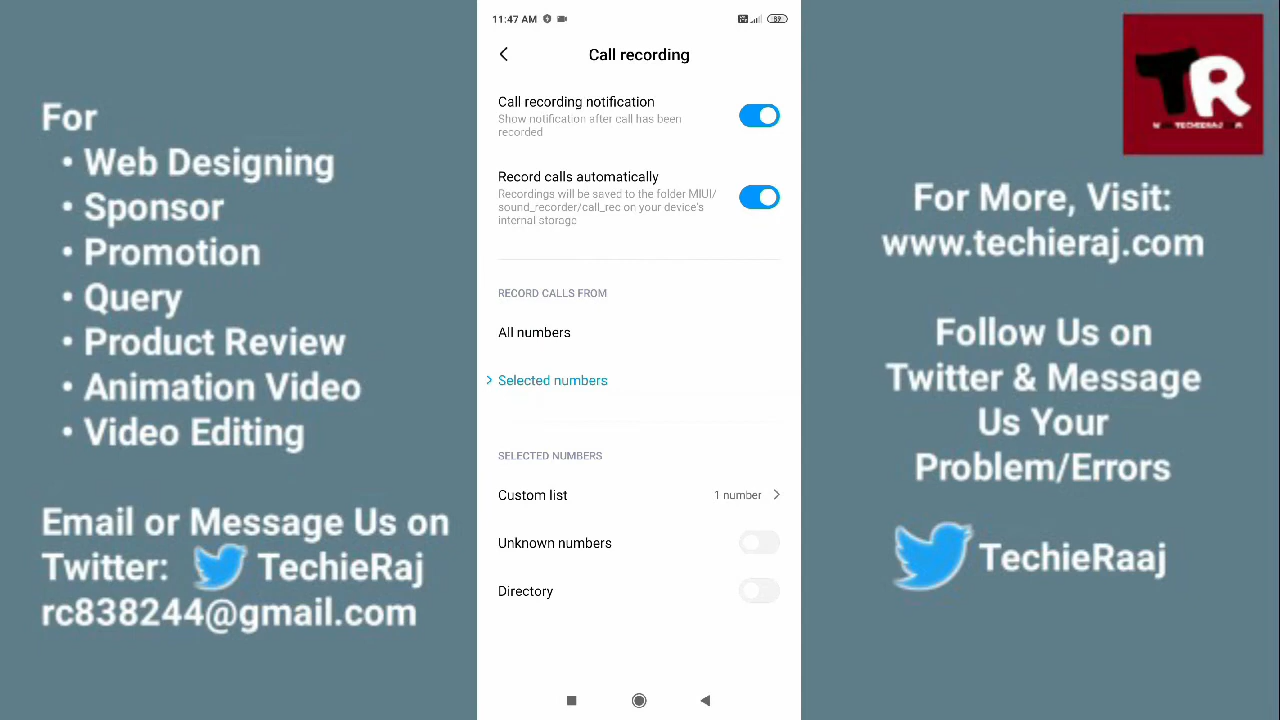 For
• Web Designing
• Sponsor
• Promotion
• Query
• Product Review
• Animation Video
• Video Editing
Email or Message Us on
Twitter: TechieRaj
rc838244@gmail.com
11:47 AM
89
Call recording
Call recording notification
Show notification after call has been
recorded
Record calls automatically
Recordings will be saved to the folder MIUI/
sound_recorder/call_rec on your device's
internal storage
RECORD CALLS FROM
All numbers
Selected numbers
SELECTED NUMBERS
Custom list
1 number
Unknown numbers
Directory
TR
For More, Visit:
www.techieraj.com
Follow Us on
Twitter & Message
Us Your
Problem/Errors
TechieRaaj